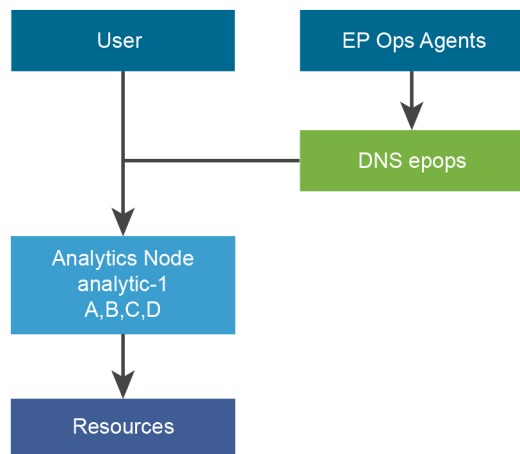 User
EP Ops Agents
DNS epops
Analytics Node
analytic-1
A,B,C,D
Resources